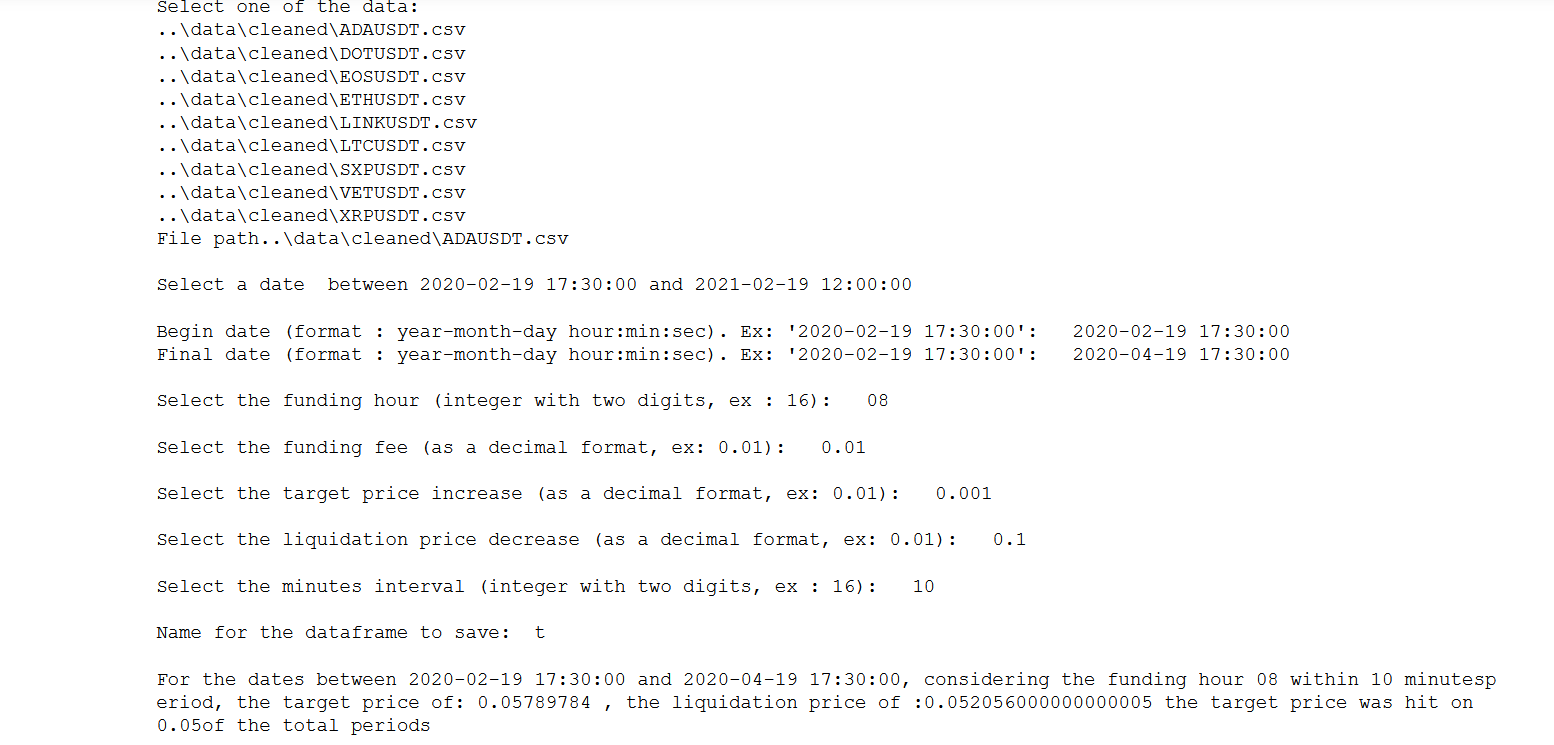 Select one of the data:
..\data\cleaned\ADAUSDT.csv
..\data\cleaned\DOTUSDT.csv
..\data\cleaned\EOSUSDT.csv
..\data\cleaned\ETHUSDT.csv
..\data\cleaned\LINKUSDT.csv
..\data\cleaned\LTCUSDT.csv
..\data\cleaned\SXPUSDT.csv
..\data\cleaned\VETUSDT.csv
..\data\cleaned\XRPUSDT.csv
File path..\data\cleaned\ADAUSDT.csv
Select a date  between 2020-02-19 17:30:00 and 2021-02-19 12:00:00
Begin date (format : year-month-day hour:min:sec). Ex: '2020-02-19 17:30:00':   2020-02-19 17:30:00
Final date (format : year-month-day hour:min:sec). Ex: '2020-02-19 17:30:00':   2020-04-19 17:30:00
Select the funding hour (integer with two digits, ex : 16):   08
Select the funding fee (as a decimal format, ex: 0.01):   0.01
Select the target price increase (as a decimal format, ex: 0.01):   0.001
Select the liquidation price decrease (as a decimal format, ex: 0.01):   0.1
Select the minutes interval (integer with two digits, ex : 16):   10
Name for the dataframe to save:  t
For the dates between 2020-02-19 17:30:00 and 2020-04-19 17:30:00, considering the funding hour 08 within 10 minutesp
eriod, the target price of: 0.05789784 , the liquidation price of :0.052056000000000005 the target price was hit on
0.05of the total periods